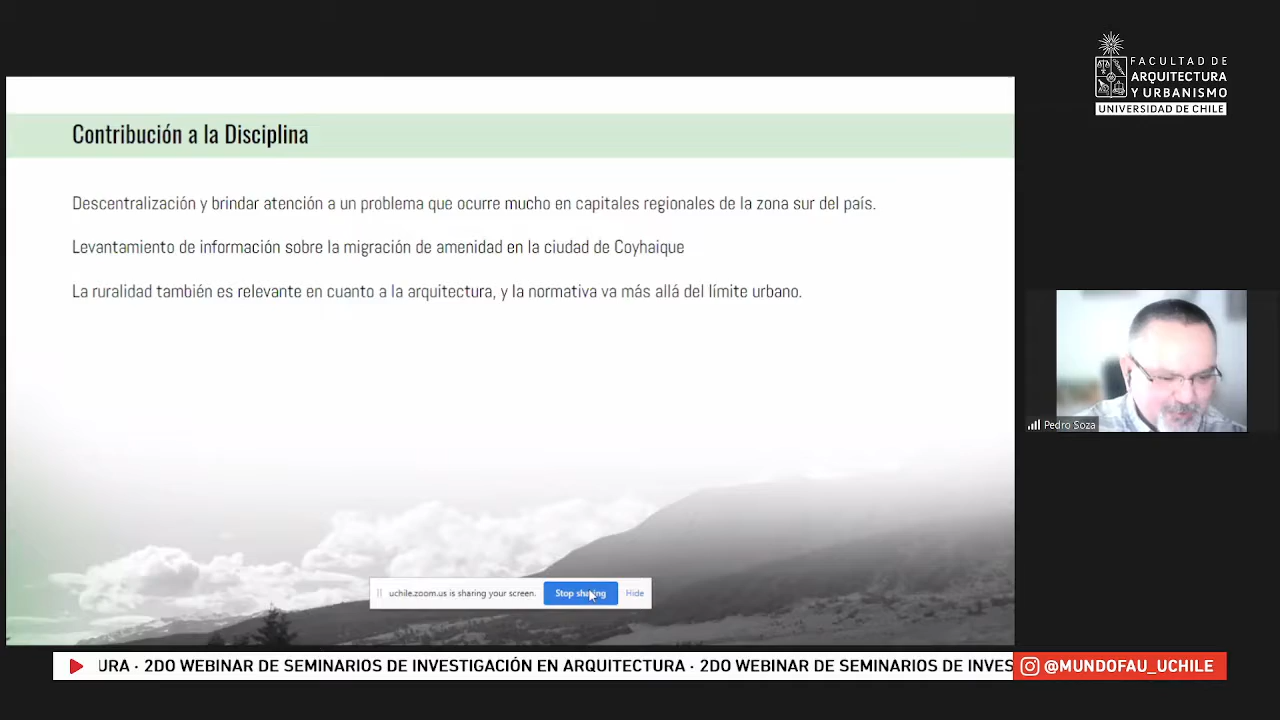 FACULTAD DE
ARQUITECTURA
Y URBANISMO
UNIVERSIDAD DE CHILE
Contribución a la Disciplina
Descentralización y brindar atención a un problema que ocurre mucho en capitales regionales de la zona sur del país.
Levantamiento de información sobre la migración de amenidad en la ciudad de Coyhaique
La ruralidad también es relevante en cuanto a la arquitectura, y la normativa va más allá del límite urbano.
Pedro Soza
uchile.zoom.us is sharing your screen. Stop sharing Hide
URA · 2DO WEBINAR DE SEMINARIOS DE INVESTIGACIÓN EN ARQUITECTURA · 2DO WEBINAR DE SEMINARIOS DE INVES
@MUNDOFAU_UCHILE